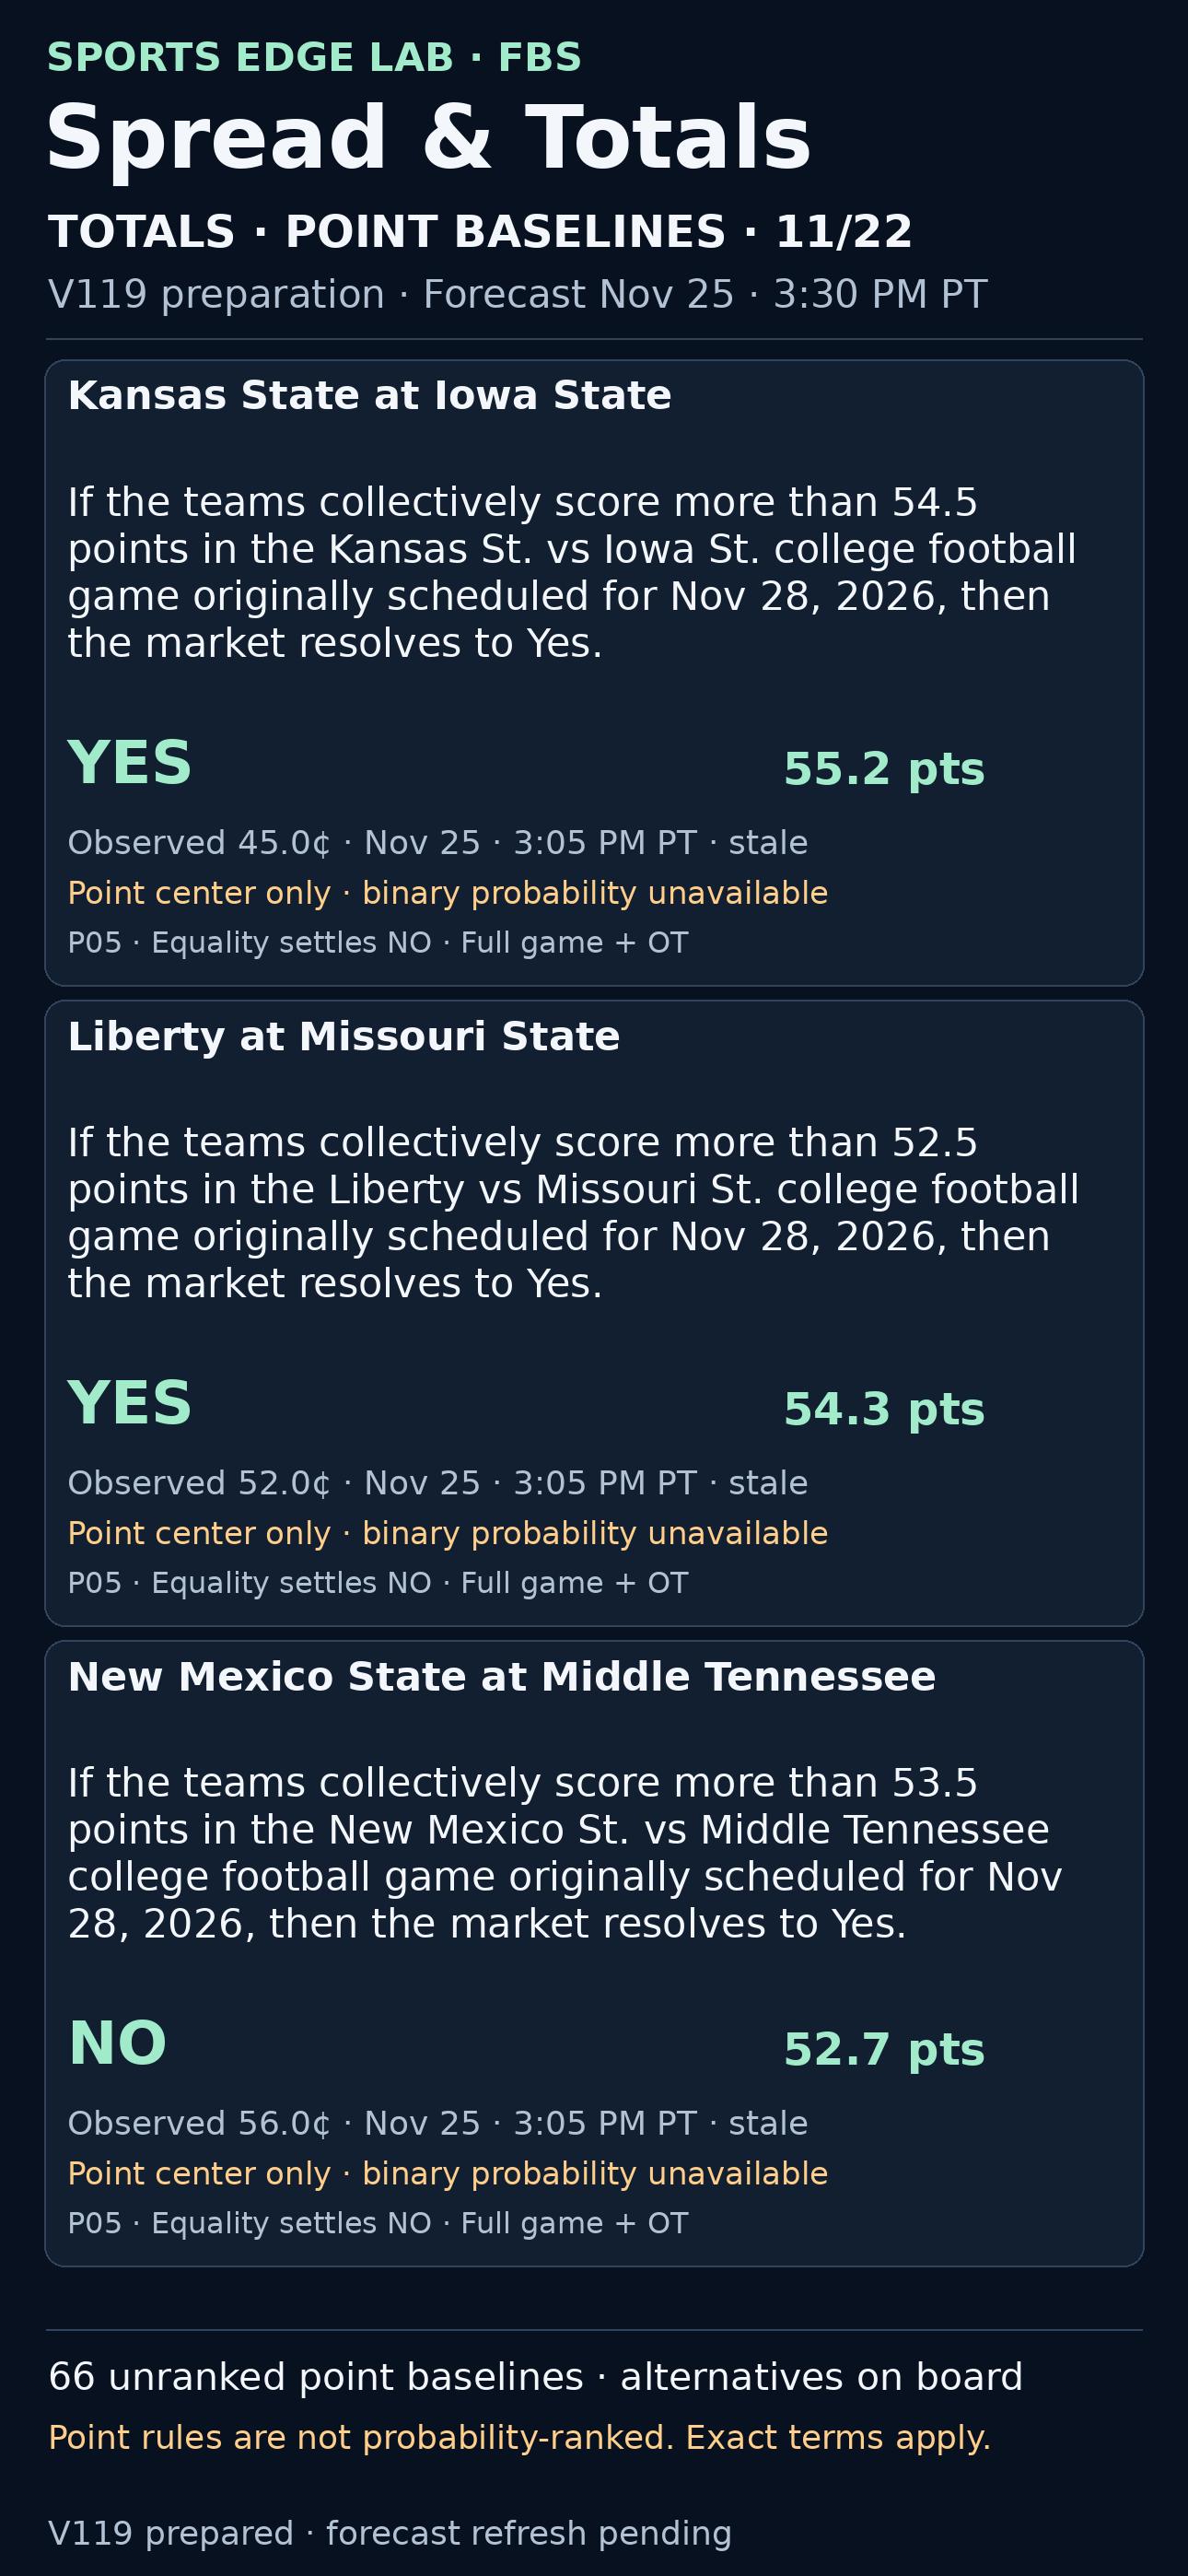 SPORTS EDGE LAB · FBS
Spread & Totals
TOTALS · POINT BASELINES · 11/22
V119 preparation · Forecast Nov 25 · 3:30 PM PT
Kansas State at Iowa State
If the teams collectively score more than 54.5
points in the Kansas St. vs Iowa St. college football
game originally scheduled for Nov 28, 2026, then
the market resolves to Yes.
YES 55.2 pts
Observed 45.0¢ · Nov 25 · 3:05 PM PT · stale
Point center only · binary probability unavailable
P05 · Equality settles NO · Full game + OT
Liberty at Missouri State
If the teams collectively score more than 52.5
points in the Liberty vs Missouri St. college football
game originally scheduled for Nov 28, 2026, then
the market resolves to Yes.
YES 54.3 pts
Observed 52.0¢ · Nov 25 · 3:05 PM PT · stale
Point center only · binary probability unavailable
P05 · Equality settles NO · Full game + OT
New Mexico State at Middle Tennessee
If the teams collectively score more than 53.5
points in the New Mexico St. vs Middle Tennessee
college football game originally scheduled for Nov
28, 2026, then the market resolves to Yes.
NO 52.7 pts
Observed 56.0¢ · Nov 25 · 3:05 PM PT · stale
Point center only · binary probability unavailable
P05 · Equality settles NO · Full game + OT
66 unranked point baselines · alternatives on board
Point rules are not probability-ranked. Exact terms apply.
V119 prepared · forecast refresh pending